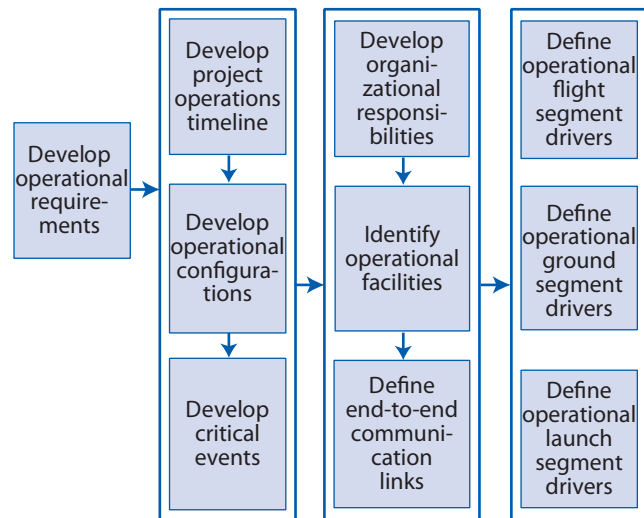 Develop
operational
require-
ments
Develop
project
operations
timeline
Develop
operational
configura-
tions
Develop
critical
events
Develop
organi-
zational
responsi-
bilities
Identify
operational
facilities
Define
end-to-end
communi-
cation
links
Define
operational
flight
segment
drivers
Define
operational
ground
segment
drivers
Define
operational
launch
segment
drivers